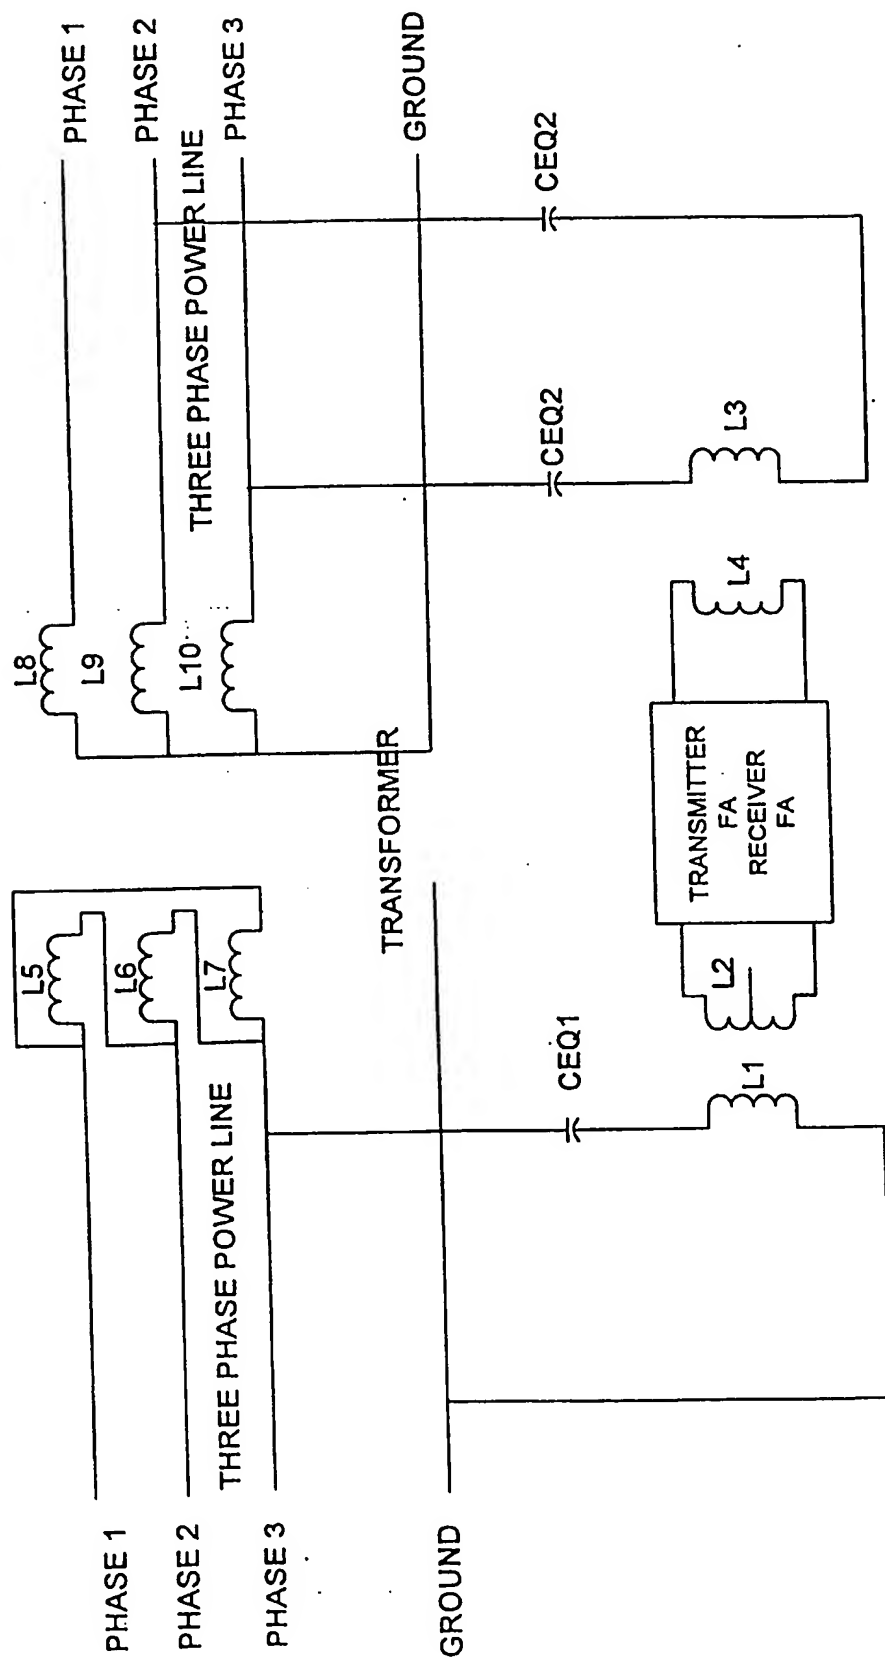 PHASE 1
PHASE 2
THREE PHASE POWER LINE
PHASE 3
GROUND
L5
L6
L7
TRANSFORMER
L8
L9
L10
PHASE 1
PHASE 2
THREE PHASE POWER LINE
PHASE 3
GROUND
CEQ1
CEQ2
CEQ2
L1
L2
TRANSMITTER
FA
RECEIVER
FA
L4
L3